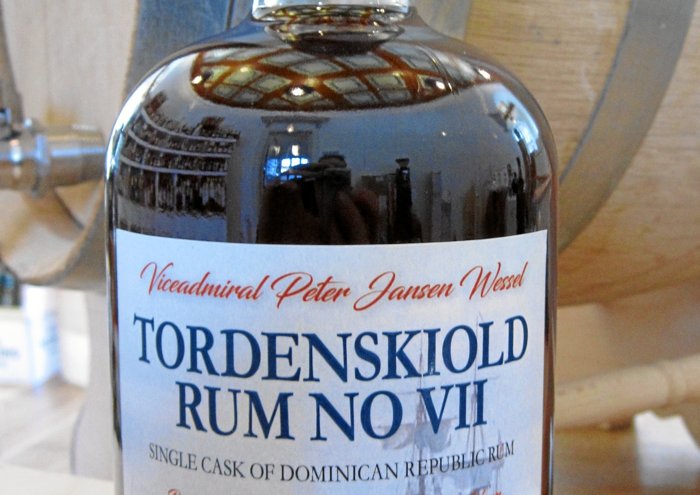 Viceadmiral Peter Jansen Wessel
TORDENSKIOLD
RUM NO VII
SINGLE CASK OF DOMINICAN REPUBLIC RUM